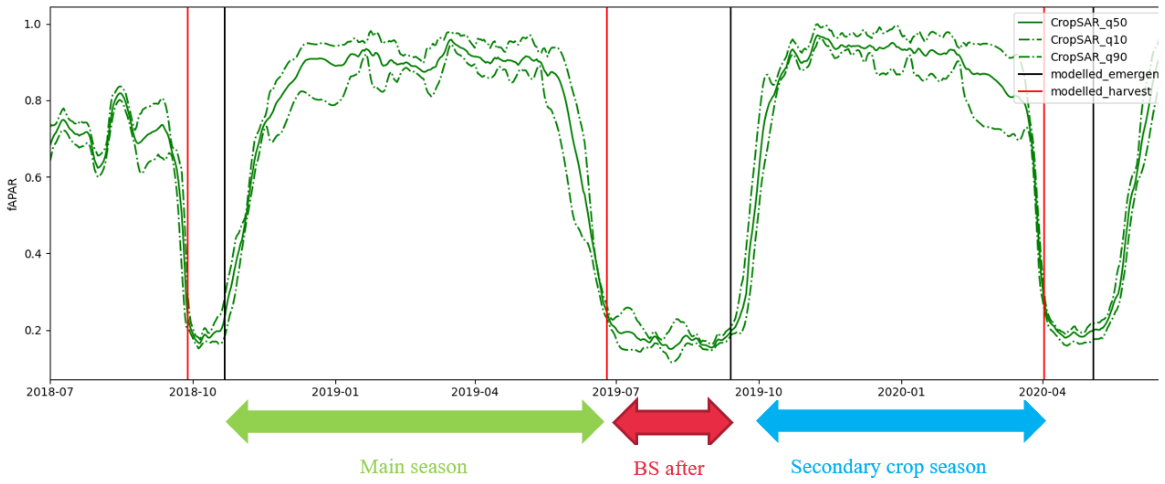 1.0
0.8
0.6
0.4
0.2
fAPAR
CropSAR_q50
CropSAR_q10
CropSAR_q90
modelled_emergen
modelled_harvest
2018-07 2018-10 2019-01 2019-04 2019-07 2019-10 2020-01 2020-04
Main season BS after Secondary crop season